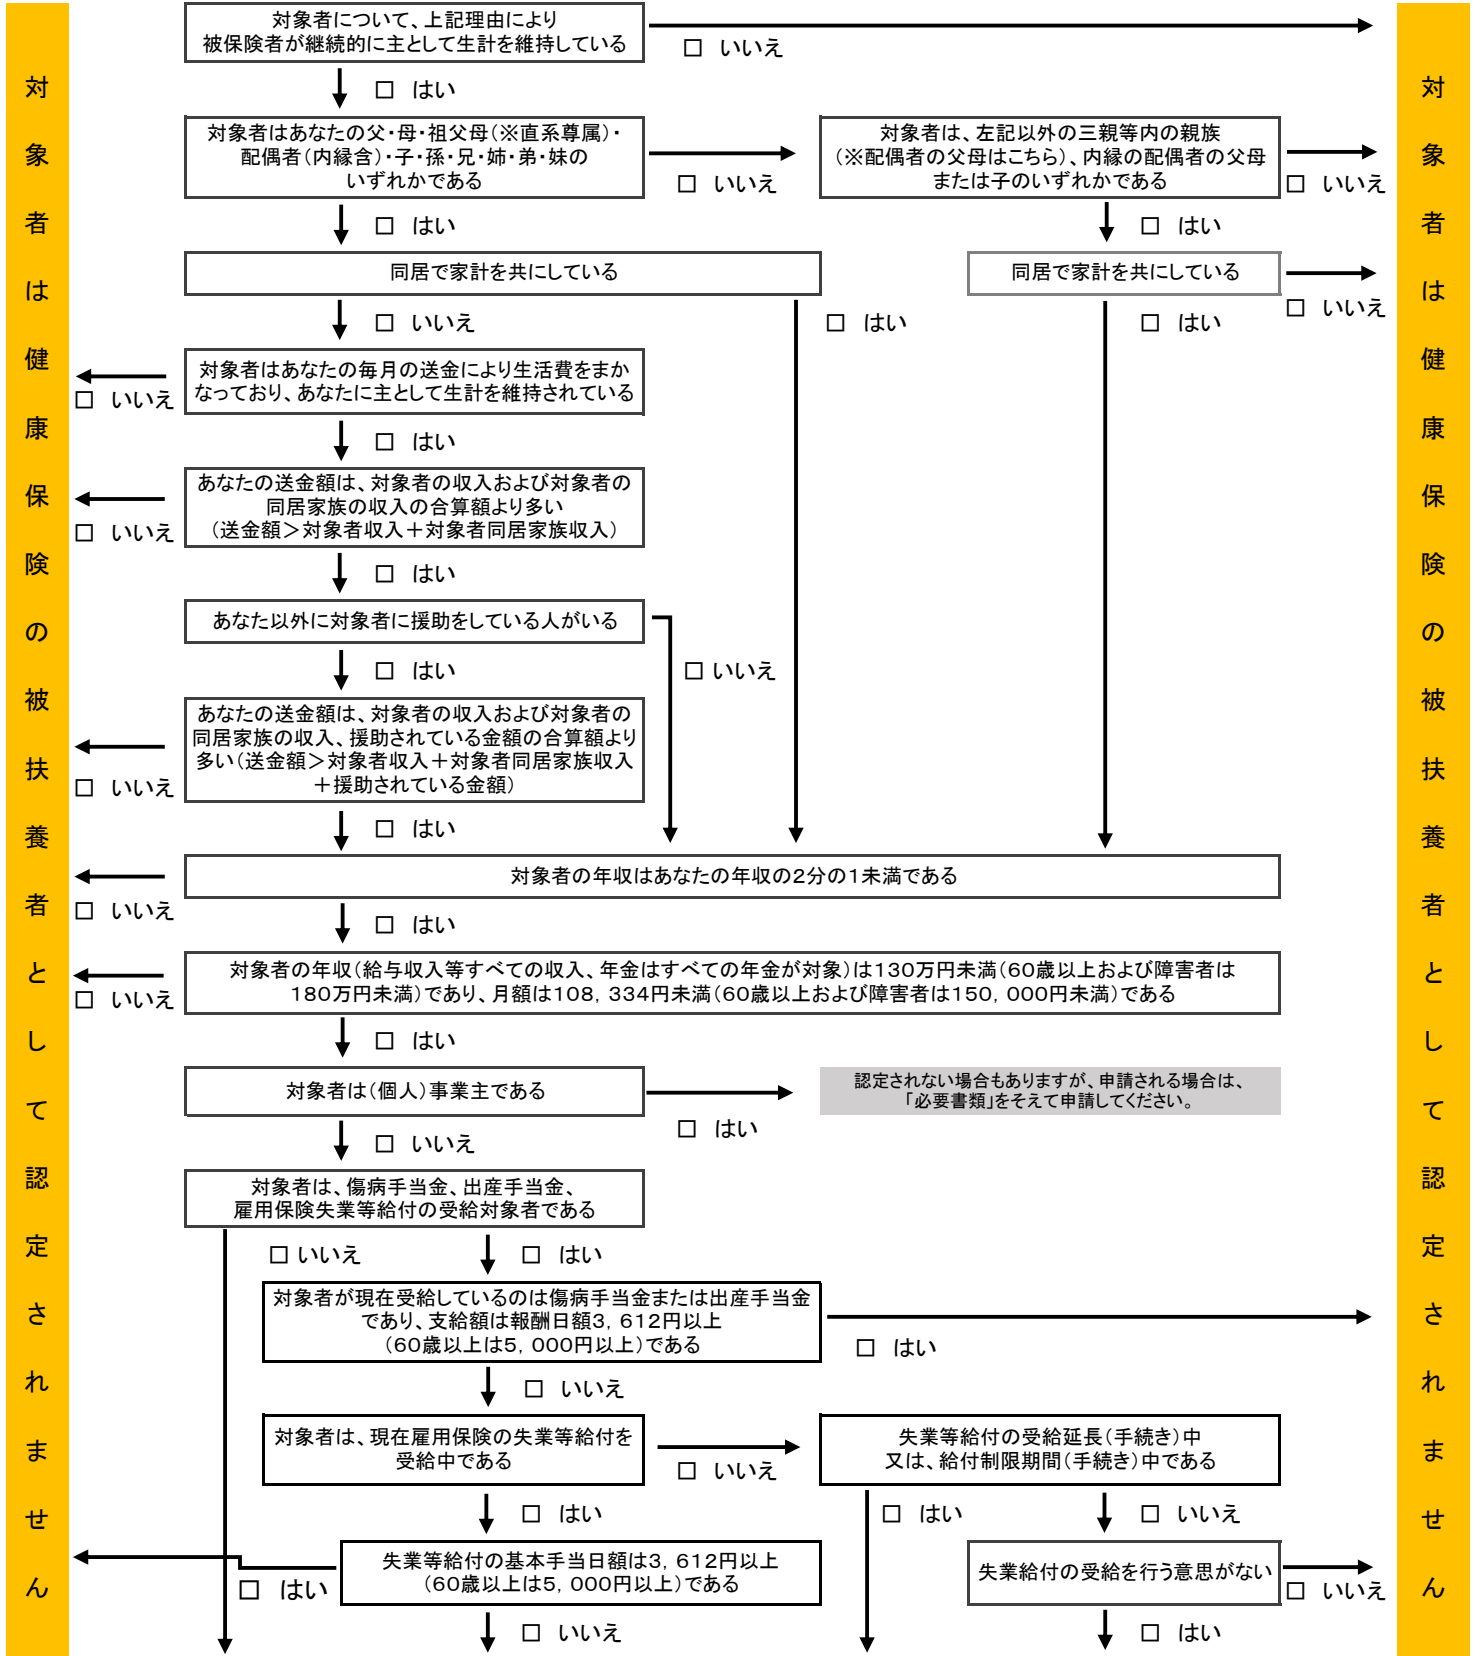 対象者は健康保険の被扶養者として認定されません
対象者について、上記理由により
被保険者が継続的に主として生計を維持している
□ いいえ
□ はい
対象者はあなたの父・母・祖父母（※直系尊属）・
配偶者（内縁含）・子・孫・兄・姉・弟・妹の
いずれかである
□ いいえ
対象者は、左記以外の三親等内の親族
（※配偶者の父母はこちら）、内縁の配偶者の父母
または子のいずれかである
□ いいえ
□ はい
□ はい
同居で家計を共にしている
同居で家計を共にしている
□ いいえ
□ いいえ
□ はい
□ はい
対象者はあなたの毎月の送金により生活費をまか
なっており、あなたに主として生計を維持されている
□ いいえ
□ はい
あなたの送金額は、対象者の収入および対象者の
同居家族の収入の合算額より多い
（送金額＞対象者収入＋対象者同居家族収入）
□ いいえ
□ はい
あなた以外に対象者に援助をしている人がいる
□ はい
□ いいえ
あなたの送金額は、対象者の収入および対象者の
同居家族の収入、援助されている金額の合算額より
多い（送金額＞対象者収入＋対象者同居家族収入
＋援助されている金額）
□ いいえ
□ はい
対象者の年収はあなたの年収の２分の１未満である
□ いいえ
□ はい
対象者の年収（給与収入等すべての収入、年金はすべての年金が対象）は１３０万円未満（６０歳以上および障害者は
１８０万円未満）であり、月額は１０８，３３４円未満（６０歳以上および障害者は１５０，０００円未満）である
□ いいえ
□ はい
対象者は（個人）事業主である
□ はい
認定されない場合もありますが、申請される場合は、
「必要書類」をそえて申請してください。
□ いいえ
対象者は、傷病手当金、出産手当金、
雇用保険失業等給付の受給対象者である
□ いいえ
□ はい
対象者が現在受給しているのは傷病手当金または出産手当金
であり、支給額は報酬日額３，６１２円以上
（６０歳以上は５，０００円以上）である
□ はい
□ いいえ
対象者は、現在雇用保険の失業等給付を
受給中である
□ いいえ
失業等給付の受給延長（手続き）中
又は、給付制限期間（手続き）中である
□ はい
□ はい
□ いいえ
失業等給付の基本手当日額は３，６１２円以上
（６０歳以上は５，０００円以上）である
□ はい
失業給付の受給を行う意思がない
□ いいえ
□ いいえ
□ はい
対象者は健康保険の被扶養者として認定されません